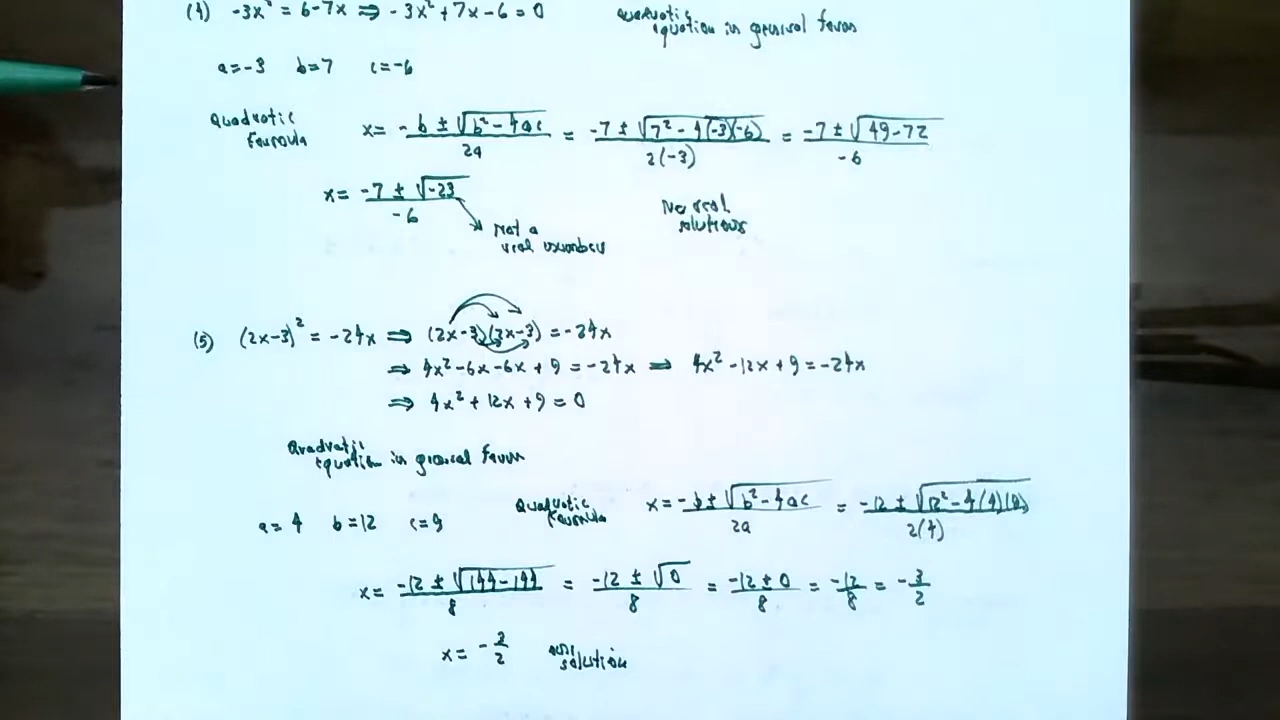 (4) -3x² = 6-7x ⇒ -3x²+7x-6=0
Quadratic
equation in general form
a=-3 b=7 c=-6
Quadratic
formula
x= (-b ± √(b²-4ac))/(2a) = (-7 ± √(7²-4(-3)(-6)))/(2(-3)) = (-7 ± √(49-72))/(-6)
x= (-7 ± √(-23))/(-6)
Not a
real number
No real
solutions
(5) (2x-3)² = -24x ⇒ (2x-3)(2x-3) = -24x
⇒ 4x²-6x-6x+9=-24x ⇒ 4x²-12x+9=-24x
⇒ 4x²+12x+9=0
Quadratic
equation in general form
a=4 b=12 c=9
Quadratic
formula
x= (-b ± √(b²-4ac))/(2a) = (-12 ± √(12²-4(4)(9)))/(2(4))
x= (-12 ± √(144-144))/8 = (-12 ± √0)/8 = (-12±0)/8 = -12/8 = -3/2
x= -3/2
one
solution